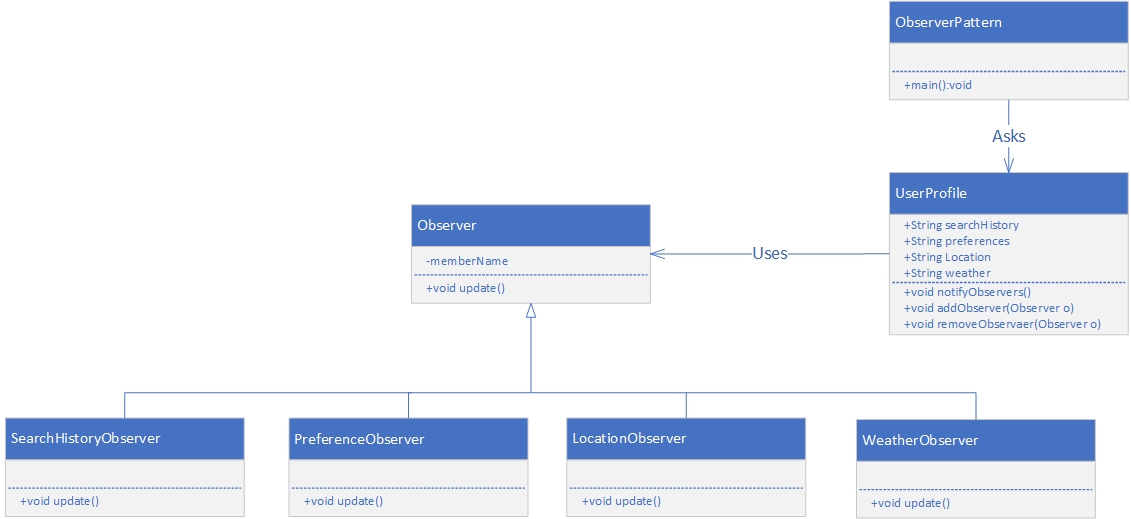 ObserverPattern
+main():void
Asks
UserProfile
+String searchHistory
+String preferences
+String Location
+String weather
+void notifyObservers()
+void addObserver(Observer o)
+void removeObservaer(Observer o)
Uses
Observer
-memberName
+void update()
SearchHistoryObserver
+void update()
PreferenceObserver
+void update()
LocationObserver
+void update()
WeatherObserver
+void update()